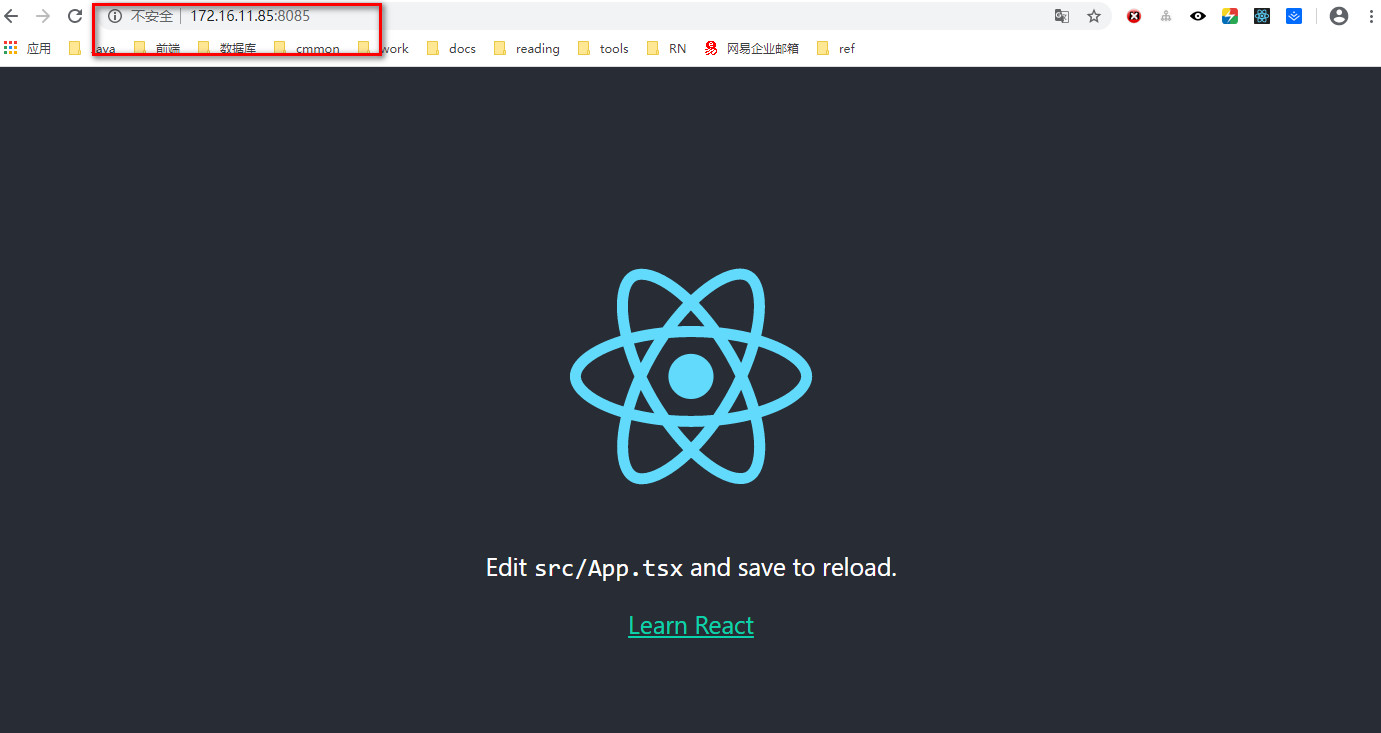 不安全 172.16.11.85:8085
应用 ava 前端 数据库 cmmon work docs reading tools RN 网易企业邮箱 ref
Edit src/App.tsx and save to reload.
Learn React